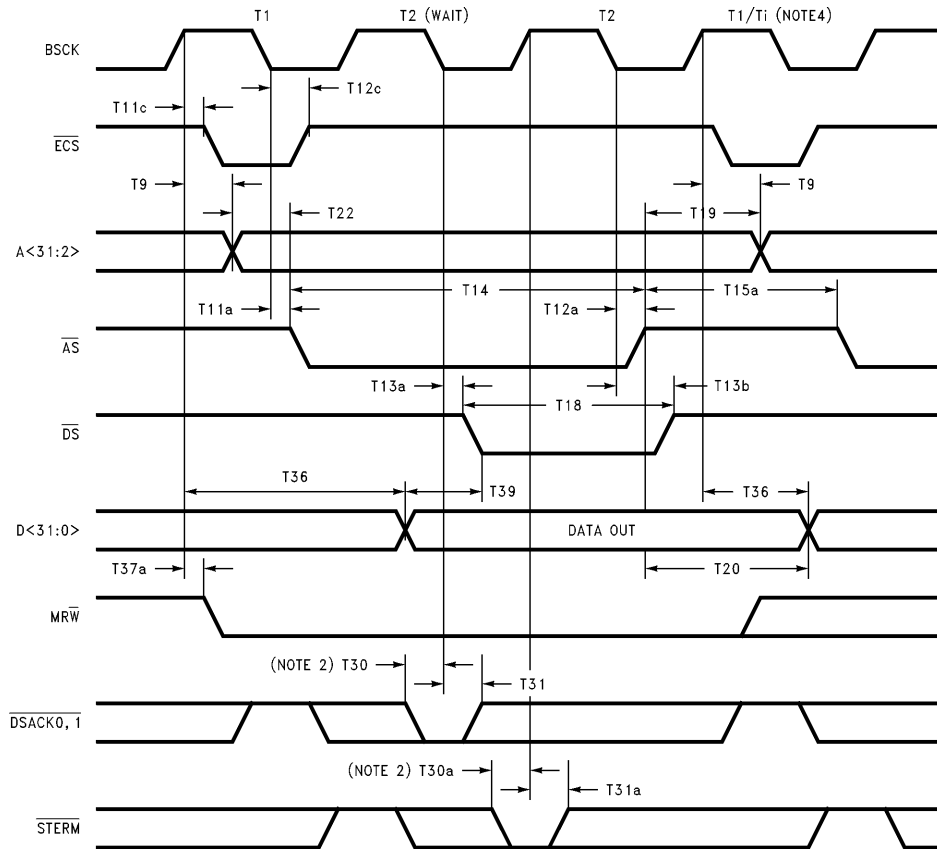 T1 T2 (WAIT) T2 T1/Ti (NOTE4)
BSCK
T12c
T11c
ECS
T9 T9
T22 T19
A<31:2>
T14 T15a
T11a T12a
AS
T13a T13b
T18
DS
T36 T39 T36
D<31:0> DATA OUT
T37a T20
MRW
(NOTE 2) T30
T31
DSACK0, 1
(NOTE 2) T30a
T31a
STERM